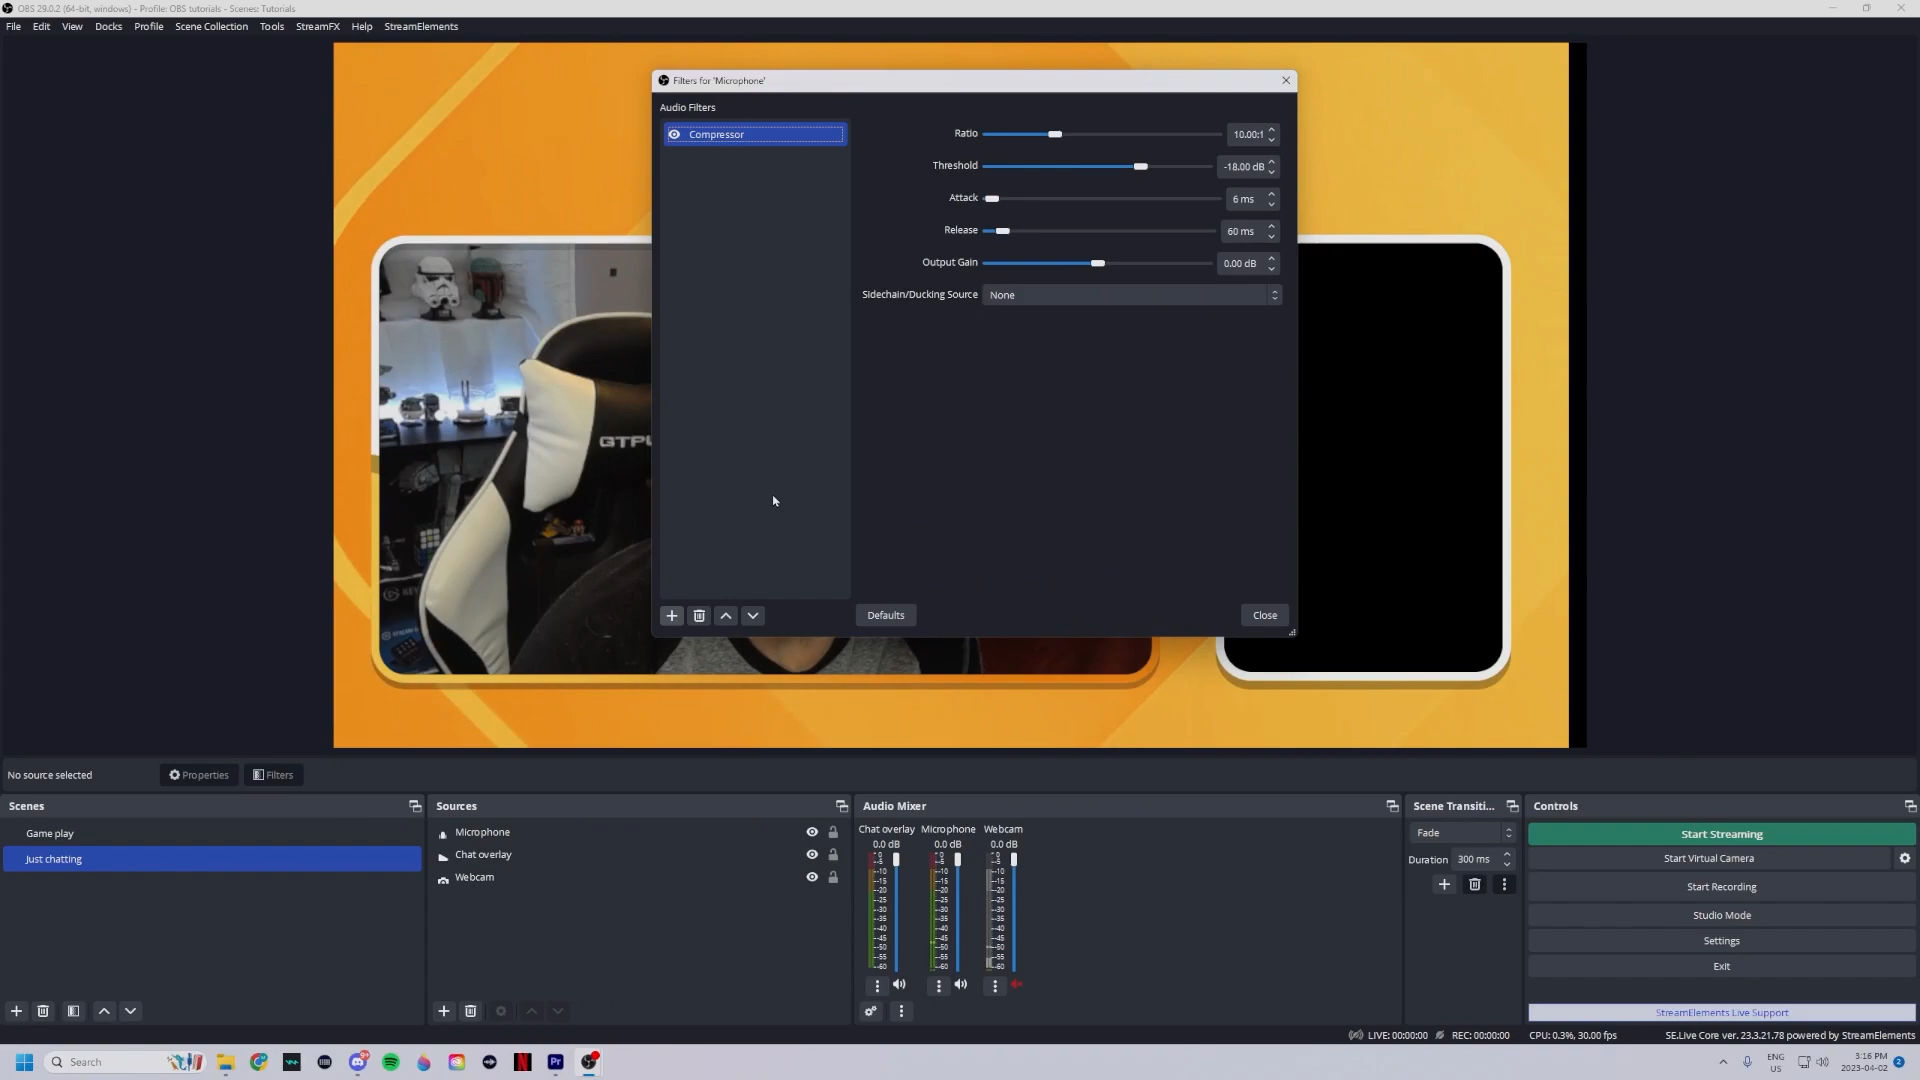 OBS 29.0.2 (64-bit, windows) - Profile: OBS tutorials - Scenes: Tutorials
File Edit View Docks Profile Scene Collection Tools StreamFX Help StreamElements
Filters for 'Microphone'
Audio Filters
Compressor
Ratio 10.00:1
Threshold -18.00 dB
Attack 6 ms
Release 60 ms
Output Gain 0.00 dB
Sidechain/Ducking Source None
Defaults
Close
No source selected
Properties
Filters
Scenes
Game play
Just chatting
Sources
Microphone
Chat overlay
Webcam
Audio Mixer
Chat overlay Microphone Webcam
0.0 dB 0.0 dB 0.0 dB
Scene Transiti...
Fade
Duration 300 ms
Controls
Start Streaming
Start Virtual Camera
Start Recording
Studio Mode
Settings
Exit
StreamElements Live Support
LIVE: 00:00:00 REC: 00:00:00 CPU: 0.3%, 30.00 fps SE.Live Core ver. 23.3.21.78 powered by StreamElements
Search
ENG
US
3:16 PM
2023-04-02
2